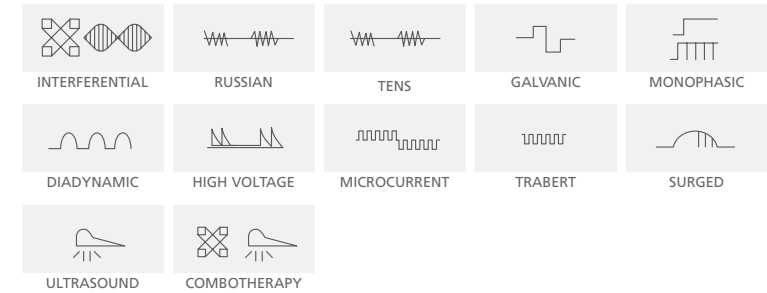 INTERFERENTIAL
RUSSIAN
TENS
GALVANIC
MONOPHASIC
DIADYNAMIC
HIGH VOLTAGE
MICROCURRENT
TRABERT
SURGED
ULTRASOUND
COMBOTHERAPY